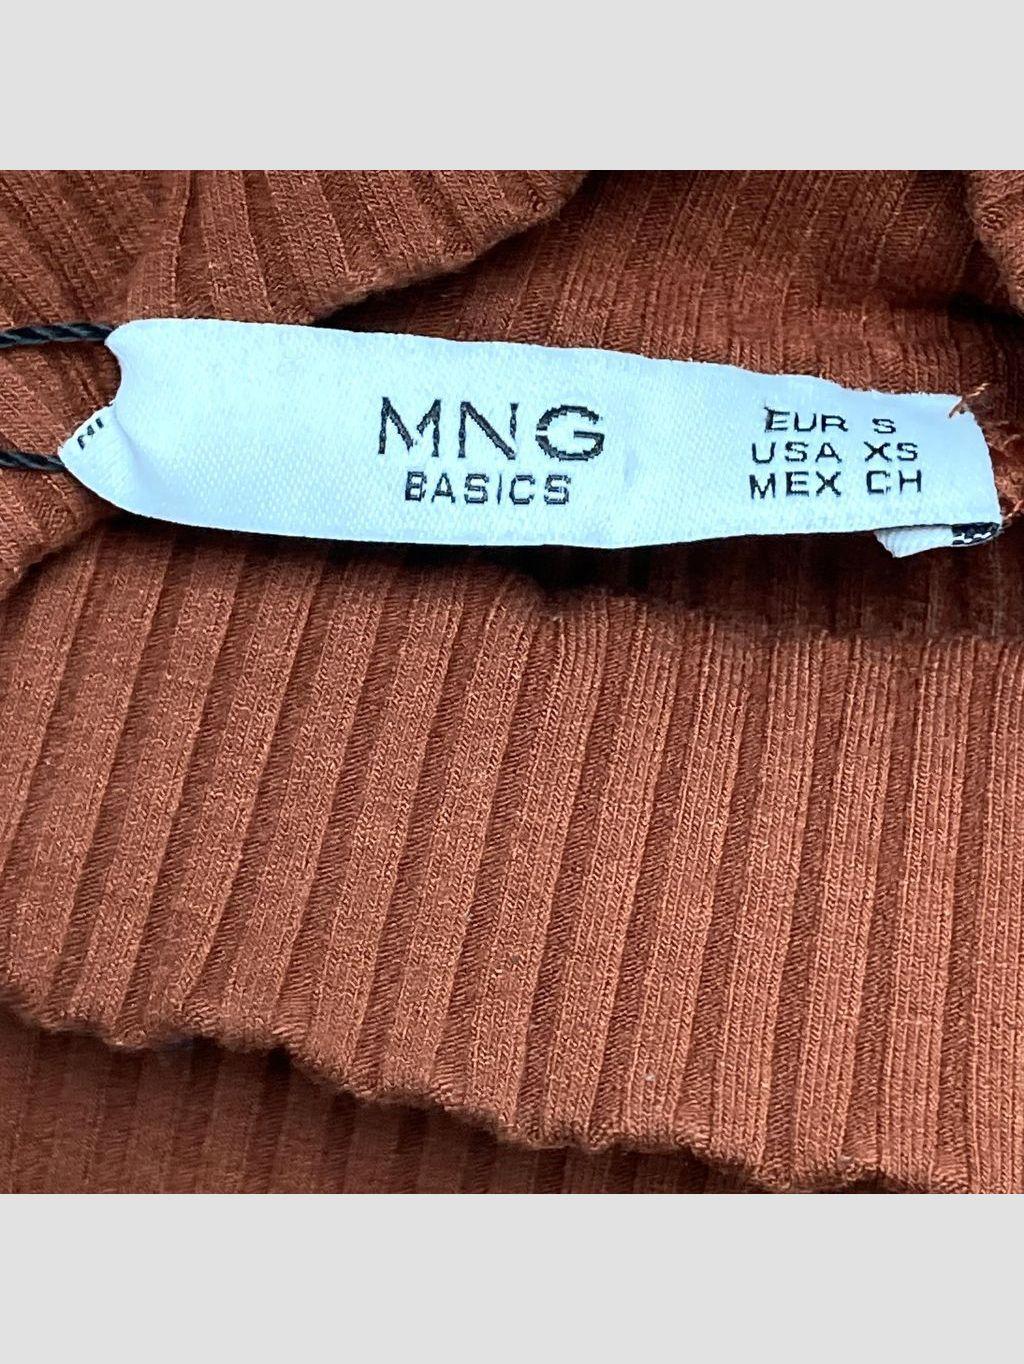 MNG
BASICS
EUR S
USA XS
MEX CH